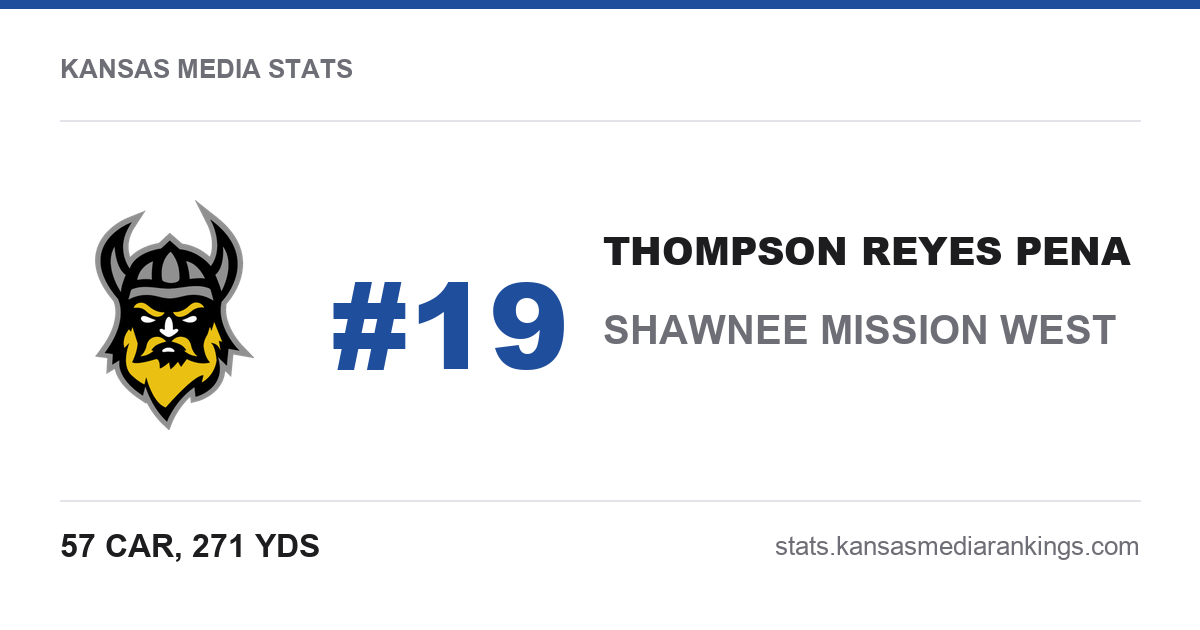 KANSAS MEDIA STATS
#19
THOMPSON REYES PENA
SHAWNEE MISSION WEST
57 CAR, 271 YDS
stats.kansasmediarankings.com